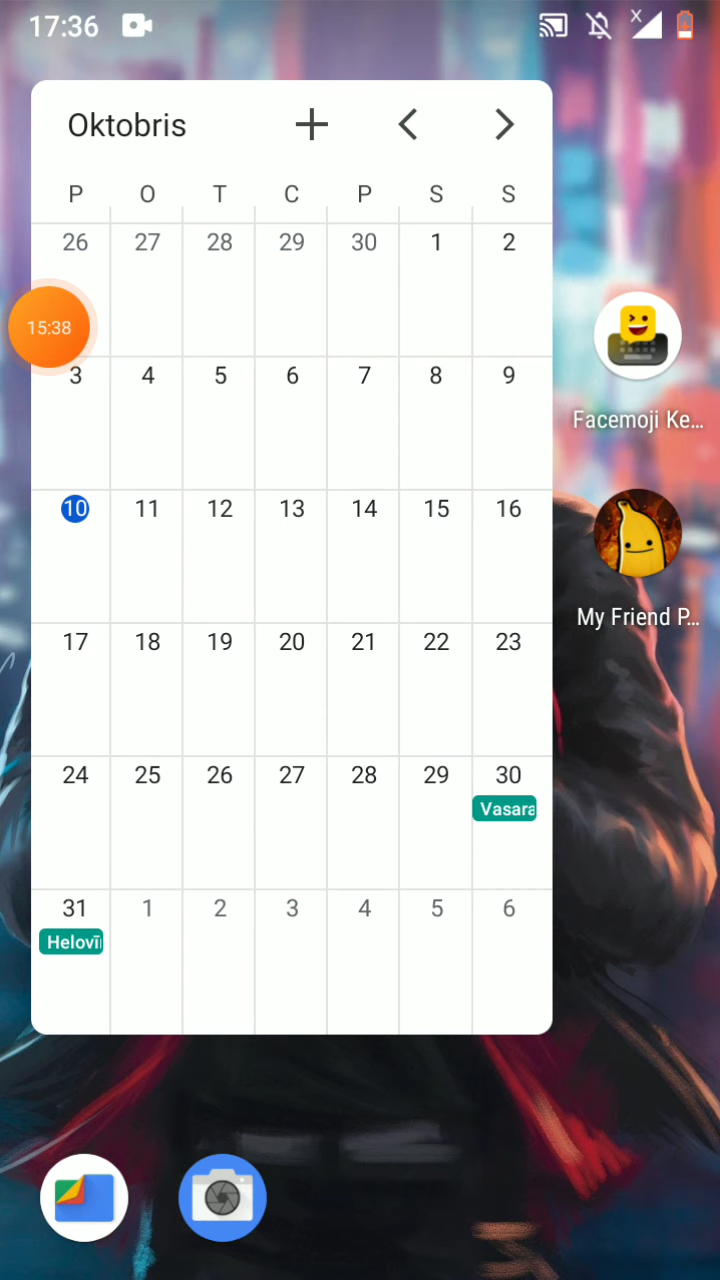 17:36
X
Oktobris
P O T C P S S
26 27 28 29 30 1 2
15:38
3 4 5 6 7 8 9
10 11 12 13 14 15 16
17 18 19 20 21 22 23
24 25 26 27 28 29 30
Vasara
31 1 2 3 4 5 6
Helovī
Facemoji Ke...
My Friend P...